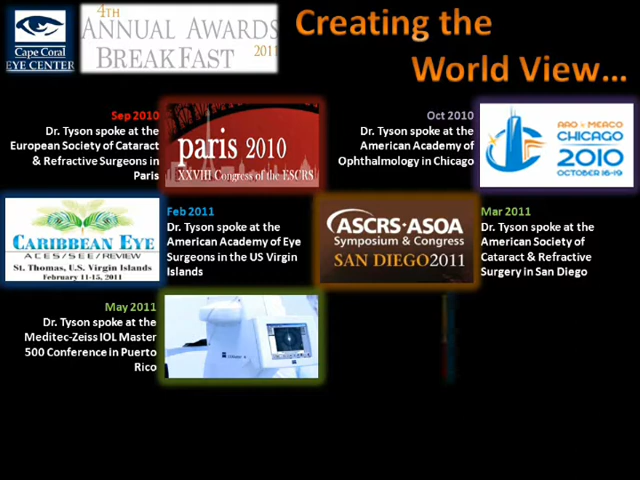 4TH
ANNUAL AWARDS
BREAKFAST 2011
Cape Coral
EYE CENTER
Creating the
World View...
Sep 2010
Dr. Tyson spoke at the
European Society of Cataract
& Refractive Surgeons in
Paris
paris 2010
XXVIII Congress of the ESCRS
Oct 2010
Dr. Tyson spoke at the
American Academy of
Ophthalmology in Chicago
AAO - MEACO
CHICAGO
2010
OCTOBER 16-19
CARIBBEAN EYE
ACES/SEE/REVIEW
St. Thomas, U.S. Virgin Islands
February 11-15, 2011
Feb 2011
Dr. Tyson spoke at the
American Academy of Eye
Surgeons in the US Virgin
Islands
ASCRS•ASOA
Symposium & Congress
SAN DIEGO2011
Mar 2011
Dr. Tyson spoke at the
American Society of
Cataract & Refractive
Surgery in San Diego
May 2011
Dr. Tyson spoke at the
Meditec-Zeiss IOL Master
500 Conference in Puerto
Rico